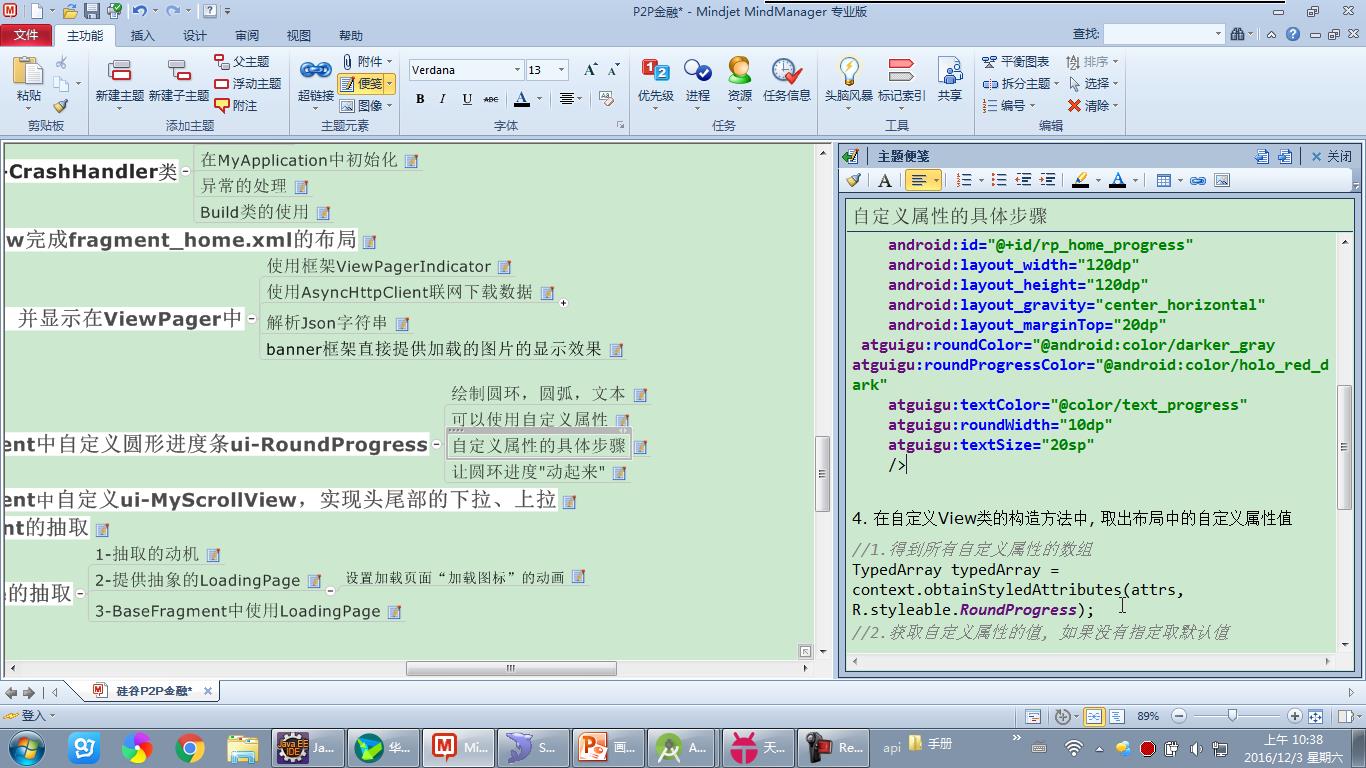 P2P金融* - Mindjet MindManager 专业版
文件 主功能 插入 设计 审阅 视图 帮助 查找:
粘贴 新建主题 新建子主题 父主题 浮动主题 附注 超链接 附件 便笺 图像 Verdana 13 B I U ABC A 优先级 进程 资源 任务信息 头脑风暴 标记索引 共享 平衡图表 拆分主题 编号 排序 选择 清除
剪贴板 添加主题 主题元素 字体 任务 工具 编辑
CrashHandler类
在MyApplication中初始化
异常的处理
Build类的使用
w完成fragment_home.xml的布局
并显示在ViewPager中
使用框架ViewPagerIndicator
使用AsyncHttpClient联网下载数据
解析Json字符串
banner框架直接提供加载的图片的显示效果
ent中自定义圆形进度条ui-RoundProgress
绘制圆环，圆弧，文本
可以使用自定义属性
自定义属性的具体步骤
让圆环进度"动起来"
ent中自定义ui-MyScrollView，实现头尾部的下拉、上拉
nt的抽取
的抽取
1-抽取的动机
2-提供抽象的LoadingPage
设置加载页面“加载图标”的动画
3-BaseFragment中使用LoadingPage
主题便笺 关闭
自定义属性的具体步骤
android:id="@+id/rp_home_progress"
android:layout_width="120dp"
android:layout_height="120dp"
android:layout_gravity="center_horizontal"
android:layout_marginTop="20dp"
atguigu:roundColor="@android:color/darker_gray
atguigu:roundProgressColor="@android:color/holo_red_d
ark"
atguigu:textColor="@color/text_progress"
atguigu:roundWidth="10dp"
atguigu:textSize="20sp"
/>
4. 在自定义View类的构造方法中, 取出布局中的自定义属性值
//1.得到所有自定义属性的数组
TypedArray typedArray =
context.obtainStyledAttributes(attrs,
R.styleable.RoundProgress);
//2.获取自定义属性的值, 如果没有指定取默认值
硅谷P2P金融*
登入 89%
Ja... 华... Mi... S... 画... A... 天... Re... api 手册
上午 10:38
2016/12/3 星期六